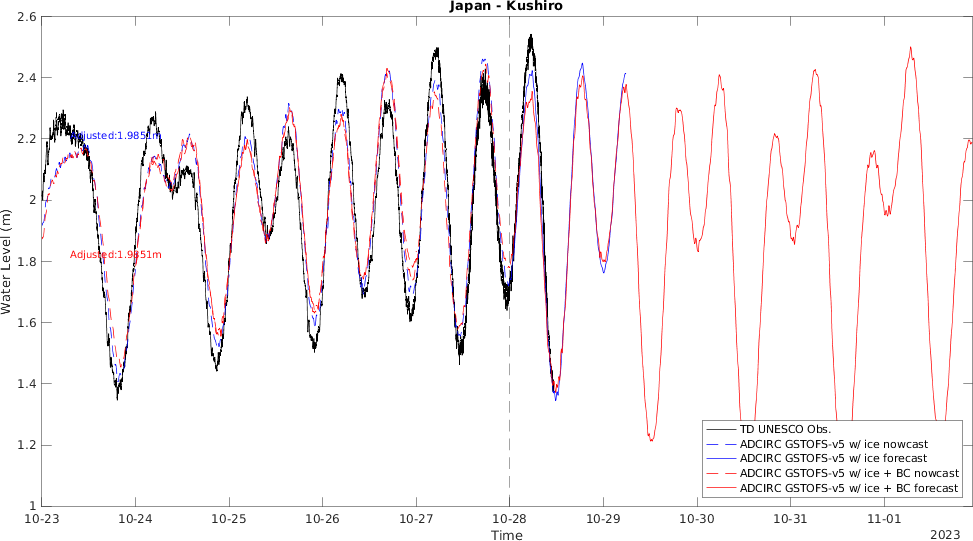 Japan - Kushiro
2.6
2.4
2.2
2
1.8
1.6
1.4
1.2
1
Water Level (m)
Adjusted:1.9851m
Adjusted:1.9851m
TD UNESCO Obs.
ADCIRC GSTOFS-v5 w/ ice nowcast
ADCIRC GSTOFS-v5 w/ ice forecast
ADCIRC GSTOFS-v5 w/ ice + BC nowcast
ADCIRC GSTOFS-v5 w/ ice + BC forecast
10-23 10-24 10-25 10-26 10-27 10-28 10-29 10-30 10-31 11-01
Time
2023